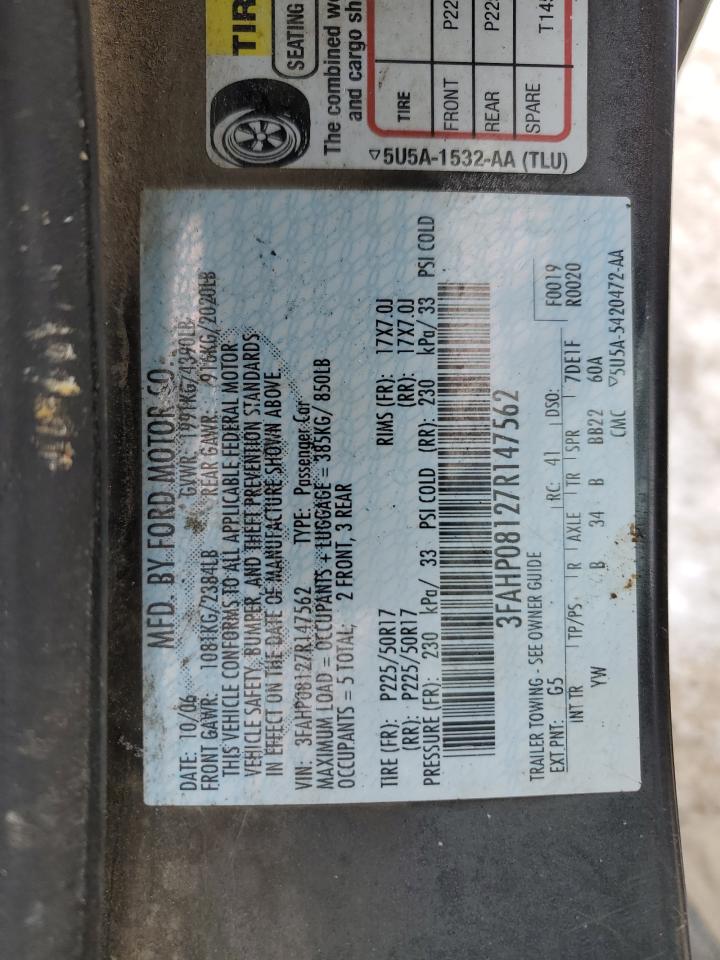 TIR
SEATING
The combined we
and cargo sh
TIRE
FRONT P22
REAR P22
SPARE T145
▽5U5A-1532-AA (TLU)
MFD. BY FORD MOTOR CO.
DATE: 10/06 GVWR: 1991KG/4390LB
FRONT GAWR: 1081KG/2384LB REAR GAWR: 916KG/2020LB
THIS VEHICLE CONFORMS TO ALL APPLICABLE FEDERAL MOTOR
VEHICLE SAFETY, BUMPER, AND THEFT PREVENTION STANDARDS
IN EFFECT ON THE DATE OF MANUFACTURE SHOWN ABOVE.
VIN: 3FAHP08127R147562 TYPE: Passenger Car
MAXIMUM LOAD = OCCUPANTS + LUGGAGE = 385KG/ 850LB
OCCUPANTS = 5 TOTAL; 2 FRONT, 3 REAR
TIRE (FR): P225/50R17 RIMS (FR): 17X7.0J
(RR): P225/50R17 (RR): 17X7.0J
PRESSURE (FR): 230 kPa/ 33 PSI COLD (RR): 230 kPa/ 33 PSI COLD
3FAHP08127R147562
TRAILER TOWING - SEE OWNER GUIDE F0019
EXT PNT: G5 RC: 41 DSO: R0020
INT TR TP/PS R AXLE TR SPR 7DE1F
YW B 34 B BB22 60A
CMC ▽5U5A-5420472-AA